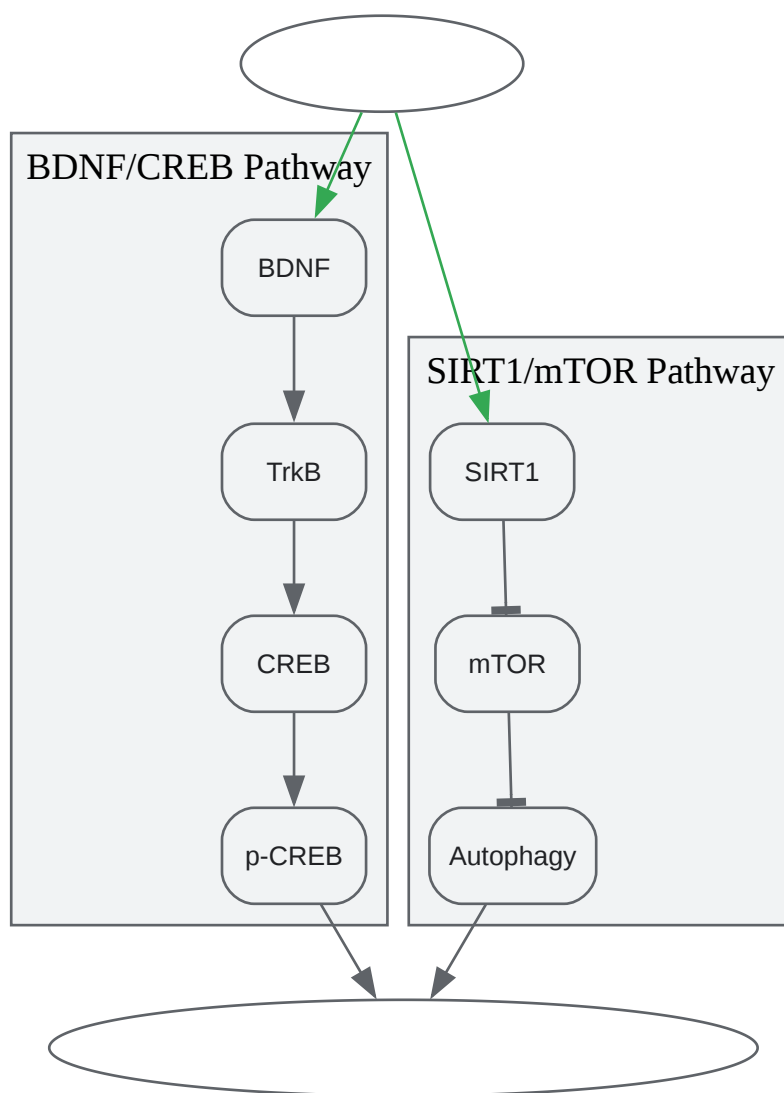 BDNF/CREB Pathway
BDNF
TrkB
CREB
p-CREB
SIRT1/mTOR Pathway
SIRT1
mTOR
Autophagy